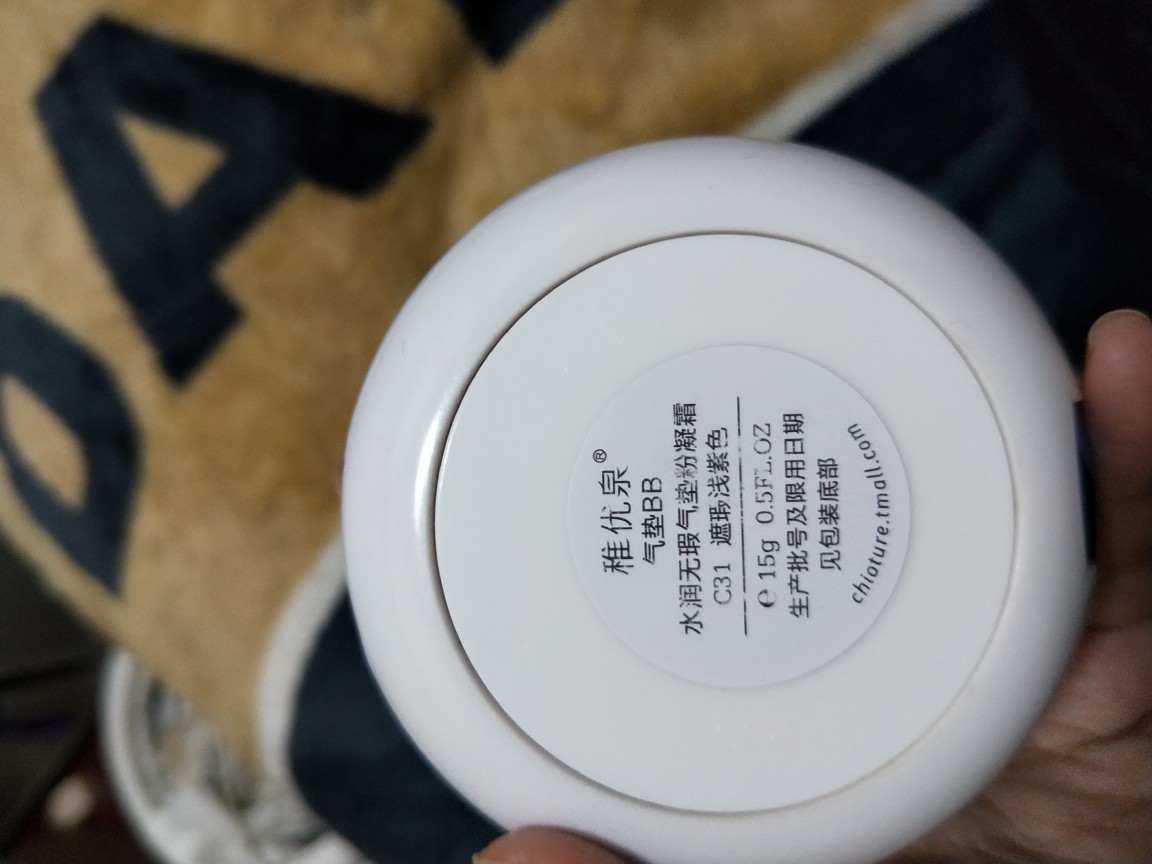 稚优泉®
气垫BB
水润无瑕气垫粉凝霜
C31 遮瑕浅紫色
℮ 15g 0.5FL.OZ
生产批号及限用日期
见包装底部
chioture.tmall.com